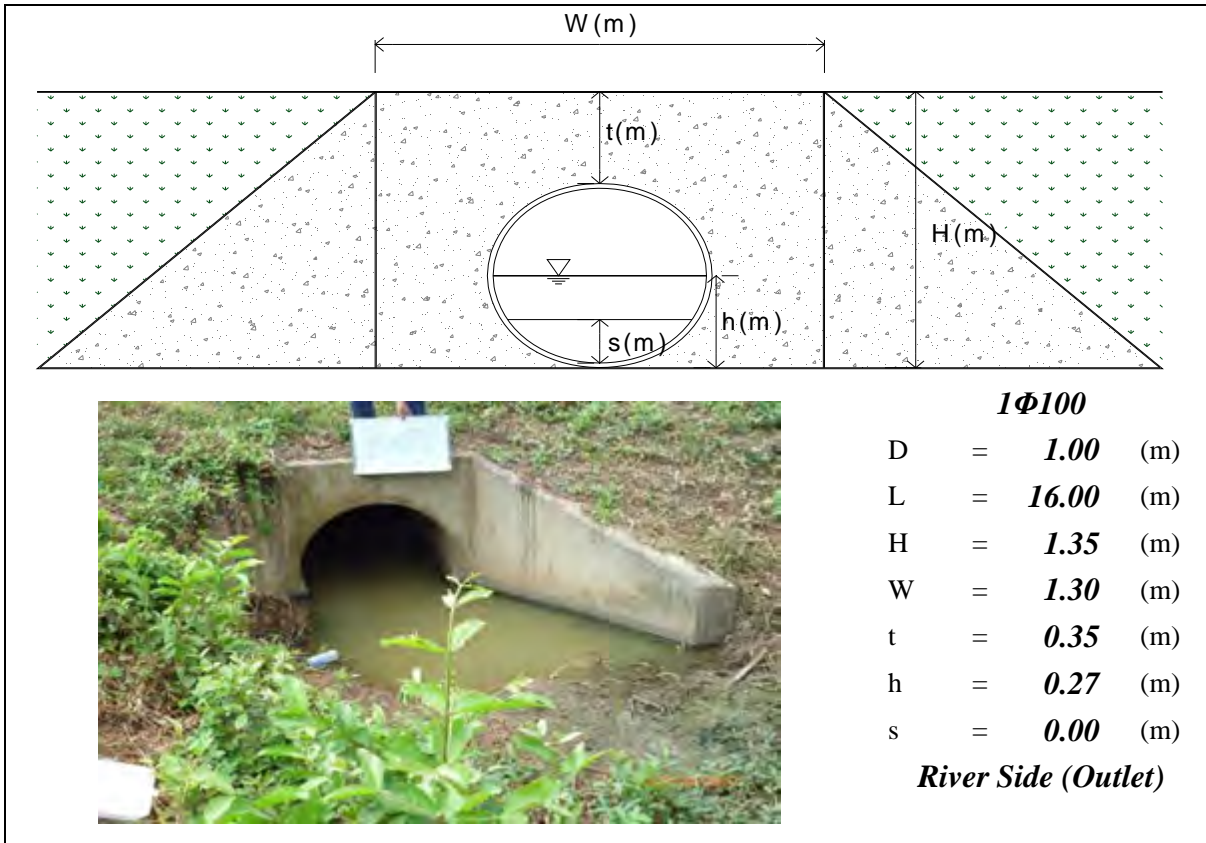 W(m)
t(m)
H(m)
h(m)
s(m)
1Φ100
D = 1.00 (m)
L = 16.00 (m)
H = 1.35 (m)
W = 1.30 (m)
t = 0.35 (m)
h = 0.27 (m)
s = 0.00 (m)
River Side (Outlet)